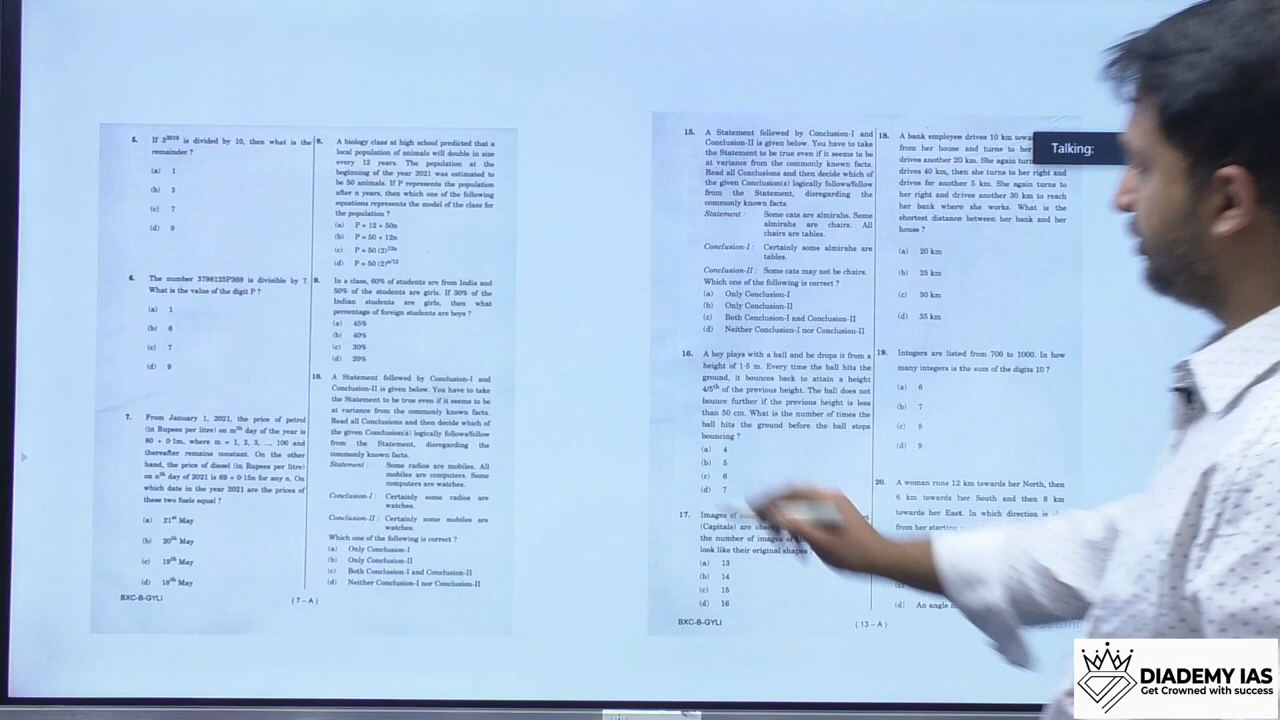 5. If 3^2019 is divided by 10, then what is the
remainder ?
(a) 1
(b) 3
(c) 7
(d) 9
6. The number 3798125P369 is divisible by 7.
What is the value of the digit P ?
(a) 1
(b) 6
(c) 7
(d) 9
7. From January 1, 2021, the price of petrol
(in Rupees per litre) on m^th day of the year is
80 + 0·1m, where m = 1, 2, 3, ..., 100 and
thereafter remains constant. On the other
hand, the price of diesel (in Rupees per litre)
on n^th day of 2021 is 69 + 0·15n for any n. On
which date in the year 2021 are the prices of
these two fuels equal ?
(a) 21^st May
(b) 20^th May
(c) 19^th May
(d) 18^th May
BXC-B-GYLI
8. A biology class at high school predicted that a
local population of animals will double in size
every 12 years. The population at the
beginning of the year 2021 was estimated to
be 50 animals. If P represents the population
after n years, then which one of the following
equations represents the model of the class for
the population ?
(a) P = 12 + 50n
(b) P = 50 + 12n
(c) P = 50 (2)^12n
(d) P = 50 (2)^n/12
9. In a class, 60% of students are from India and
50% of the students are girls. If 30% of the
Indian students are girls, then what
percentage of foreign students are boys ?
(a) 45%
(b) 40%
(c) 30%
(d) 20%
10. A Statement followed by Conclusion-I and
Conclusion-II is given below. You have to take
the Statement to be true even if it seems to be
at variance from the commonly known facts.
Read all Conclusions and then decide which of
the given Conclusion(s) logically follows/follow
from the Statement, disregarding the
commonly known facts.
Statement : Some radios are mobiles. All
mobiles are computers. Some
computers are watches.
Conclusion-I : Certainly some radios are
watches.
Conclusion-II : Certainly some mobiles are
watches.
Which one of the following is correct ?
(a) Only Conclusion-I
(b) Only Conclusion-II
(c) Both Conclusion-I and Conclusion-II
(d) Neither Conclusion-I nor Conclusion-II
( 7 – A )
15. A Statement followed by Conclusion-I and
Conclusion-II is given below. You have to take
the Statement to be true even if it seems to be
at variance from the commonly known facts.
Read all Conclusions and then decide which of
the given Conclusion(s) logically follows/follow
from the Statement, disregarding the
commonly known facts.
Statement : Some cats are almirahs. Some
almirahs are chairs. All
chairs are tables.
Conclusion-I : Certainly some almirahs are
tables.
Conclusion-II : Some cats may not be chairs.
Which one of the following is correct ?
(a) Only Conclusion-I
(b) Only Conclusion-II
(c) Both Conclusion-I and Conclusion-II
(d) Neither Conclusion-I nor Conclusion-II
16. A boy plays with a ball and he drops it from a
height of 1·5 m. Every time the ball hits the
ground, it bounces back to attain a height
4/5^th of the previous height. The ball does not
bounce further if the previous height is less
than 50 cm. What is the number of times the
ball hits the ground before the ball stops
bouncing ?
(a) 4
(b) 5
(c) 6
(d) 7
17. Images of
(Capitals) are
the number of images of
look like their original shapes ?
(a) 13
(b) 14
(c) 15
(d) 16
BXC-B-GYLI
18. A bank employee drives 10 km
from her house and turns to her
drives another 20 km. She again
drives 40 km, then she turns to her right and
drives for another 5 km. She again turns to
her right and drives another 30 km to reach
her bank where she works. What is the
shortest distance between her bank and her
house ?
(a) 20 km
(b) 25 km
(c) 30 km
(d) 35 km
19. Integers are listed from 700 to 1000. In how
many integers is the sum of the digits 10 ?
(a) 6
(b) 7
(c) 8
(d) 9
20. A woman runs 12 km towards her North, then
6 km towards her South and then 8 km
towards her East. In which direction is
from her starting
(d) An angle
( 13 – A )
Talking:
DIADEMY IAS
Get Crowned with success